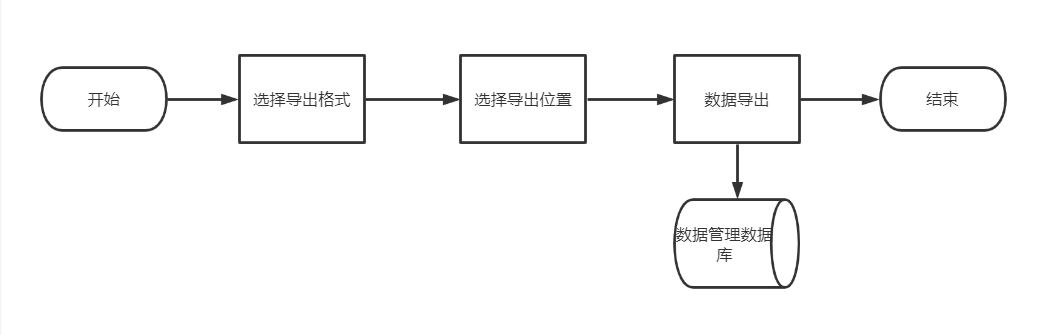 开始
选择导出格式
选择导出位置
数据导出
结束
数据管理数据
库